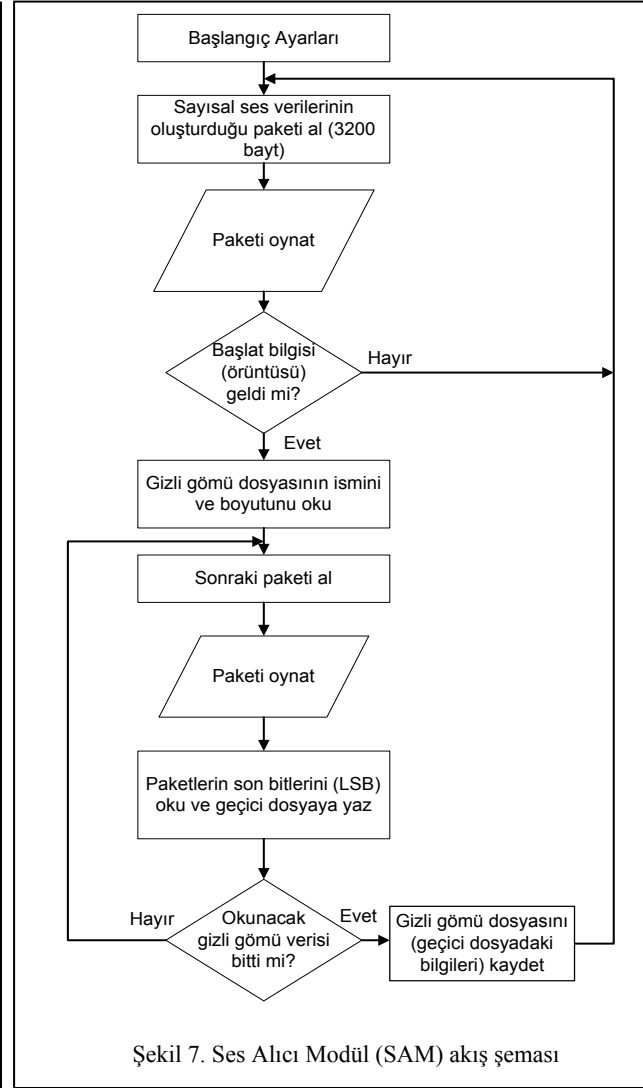 Başlangıç Ayarları
Sayısal ses verilerinin
oluşturduğu paketi al (3200
bayt)
Paketi oynat
Başlat bilgisi
(örüntüsü)
geldi mi?
Hayır
Evet
Gizli gömü dosyasının ismini
ve boyutunu oku
Sonraki paketi al
Paketi oynat
Paketlerin son bitlerini (LSB)
oku ve geçici dosyaya yaz
Hayır
Okunacak
gizli gömü verisi
bitti mi?
Evet
Gizli gömü dosyasını
(geçici dosyadaki
bilgileri) kaydet
Şekil 7. Ses Alıcı Modül (SAM) akış şeması